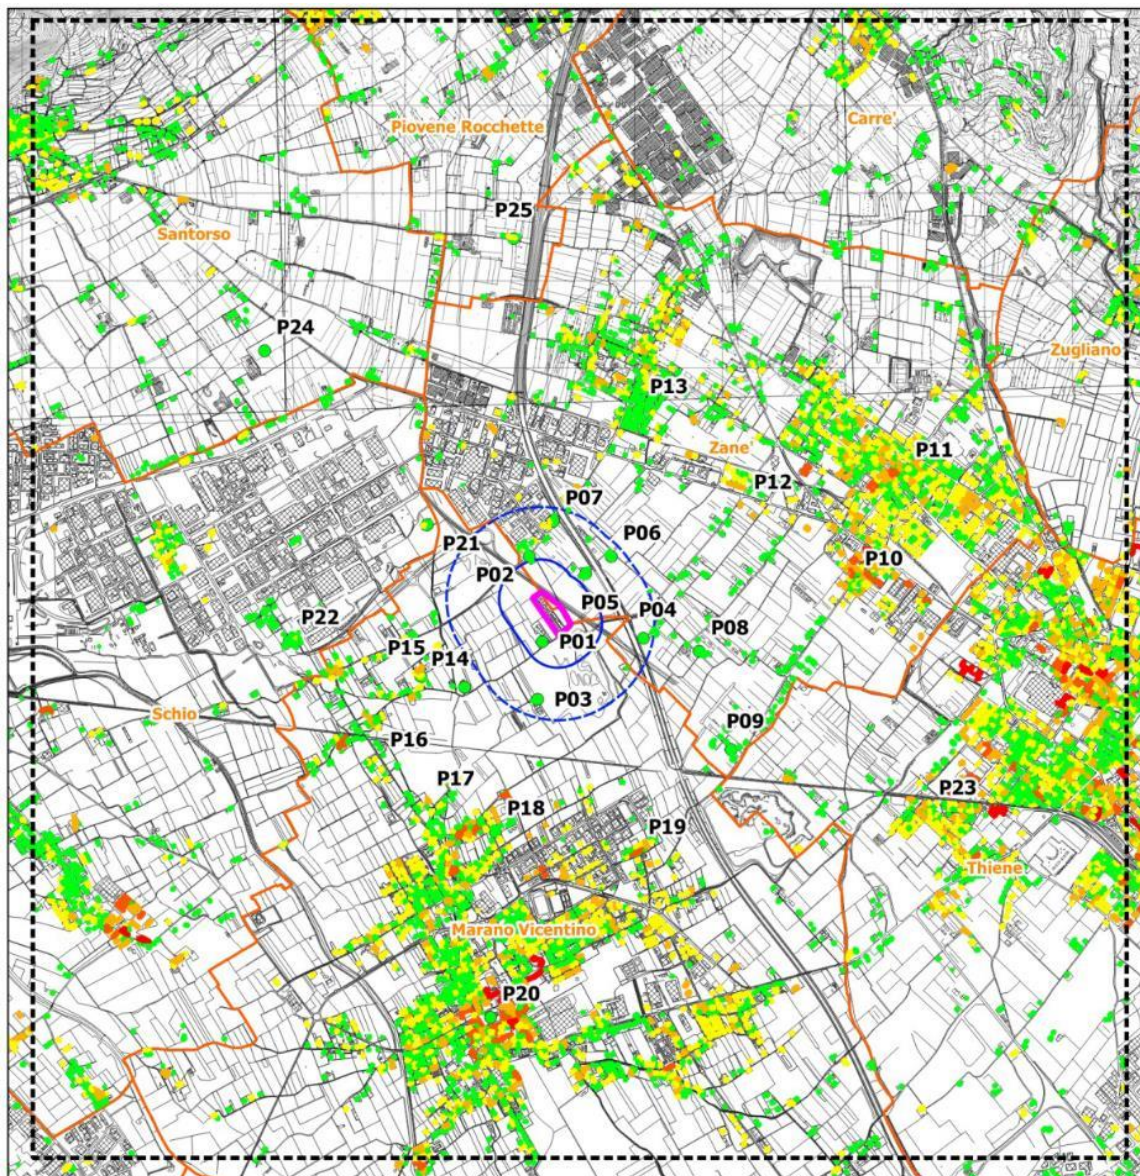 Piovene Rocchette
Carre'
P25
Santorso
P24
Zugliano
P13
Zane'
P11
P12
P07
P06
P21
P10
P02
P05
P04
P22
P08
P15
P01
P14
P03
Schio
P09
P16
P17
P23
P18
P19
Thiene
Marano Vicentino
P20